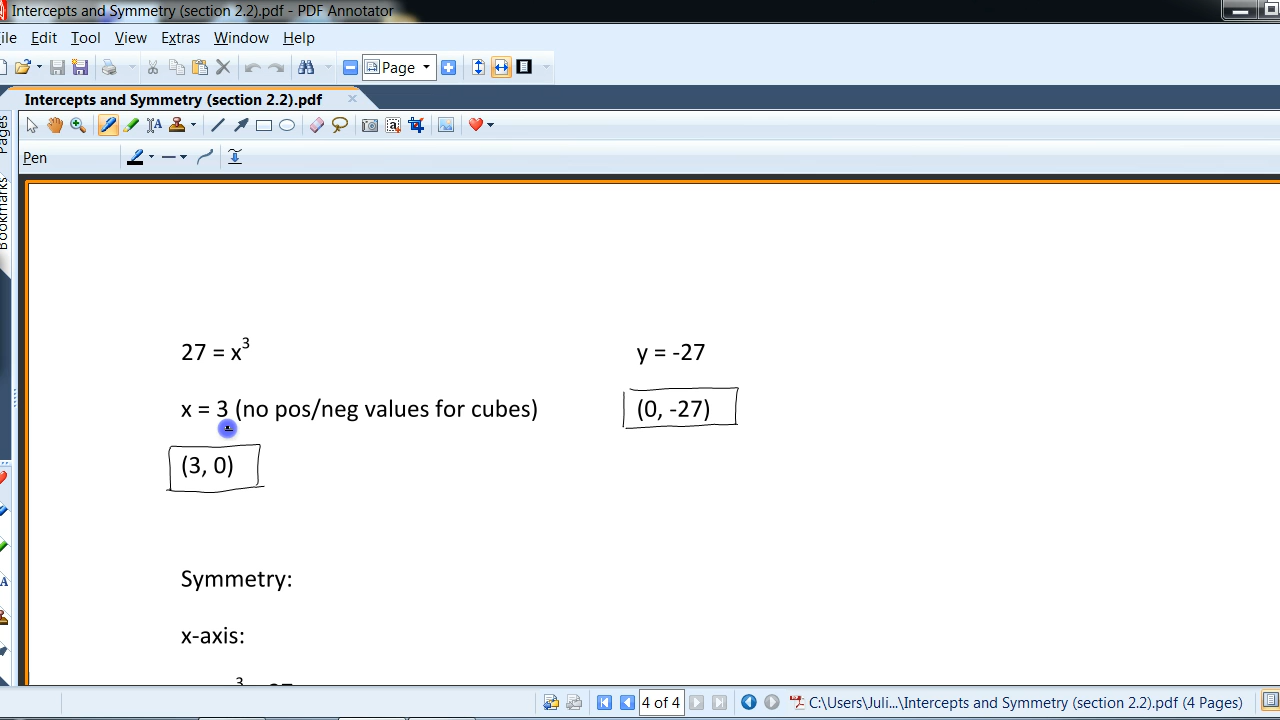 Intercepts and Symmetry (section 2.2).pdf - PDF Annotator
ile Edit Tool View Extras Window Help
Page
Intercepts and Symmetry (section 2.2).pdf
Pages
Bookmarks
Pen
27 = x³
y = -27
x = 3 (no pos/neg values for cubes)
(0, -27)
(3, 0)
Symmetry:
x-axis:
4 of 4
C:\Users\Juli...\Intercepts and Symmetry (section 2.2).pdf (4 Pages)